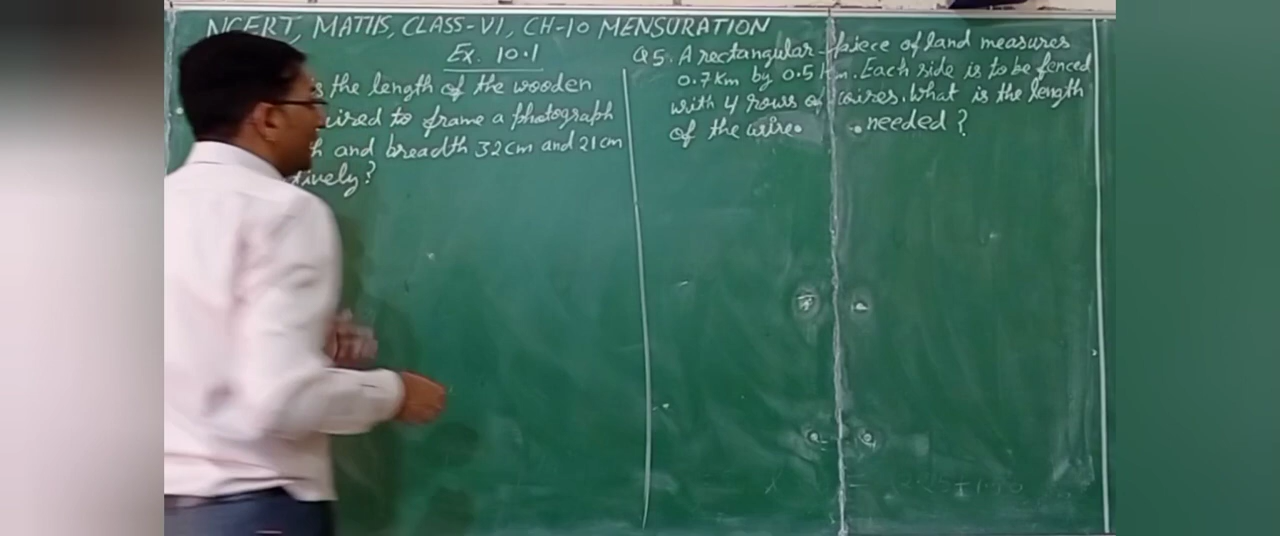 NCERT, MATHS, CLASS-VI, CH-10 MENSURATION
Ex. 10.1
s the length of the wooden
ired to frame a photograph
h and breadth 32cm and 21cm
tively?
Q5. A rectangular piece of land measures
0.7km by 0.5 km. Each side is to be fenced
with 4 rows of wires. What is the length
of the wire needed?